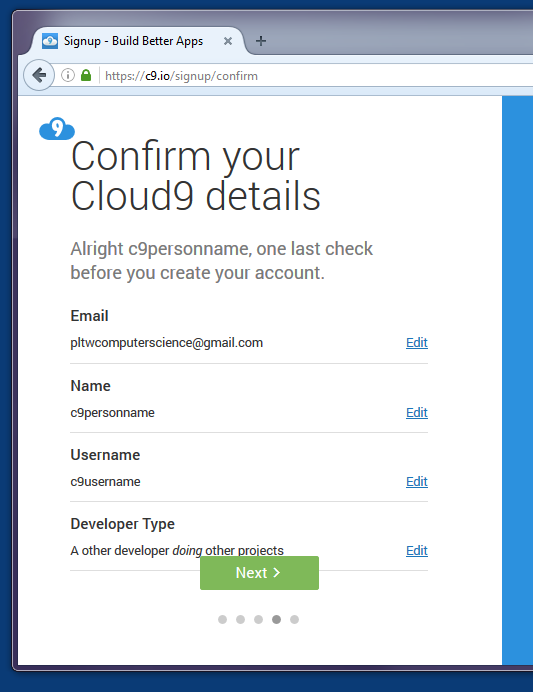 Signup - Build Better Apps
https://c9.io/signup/confirm
9
Confirm your
Cloud9 details
Alright c9personname, one last check
before you create your account.
Email
pltwcomputerscience@gmail.com Edit
Name
c9personname Edit
Username
c9username Edit
Developer Type
A other developer doing other projects Edit
Next